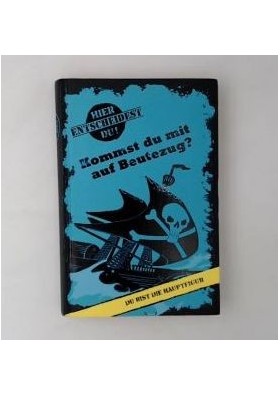 HIER
ENTSCHEIDEST
DU!
Kommst du mit
auf Beutezug?
DU BIST DIE HAUPTFIGUR